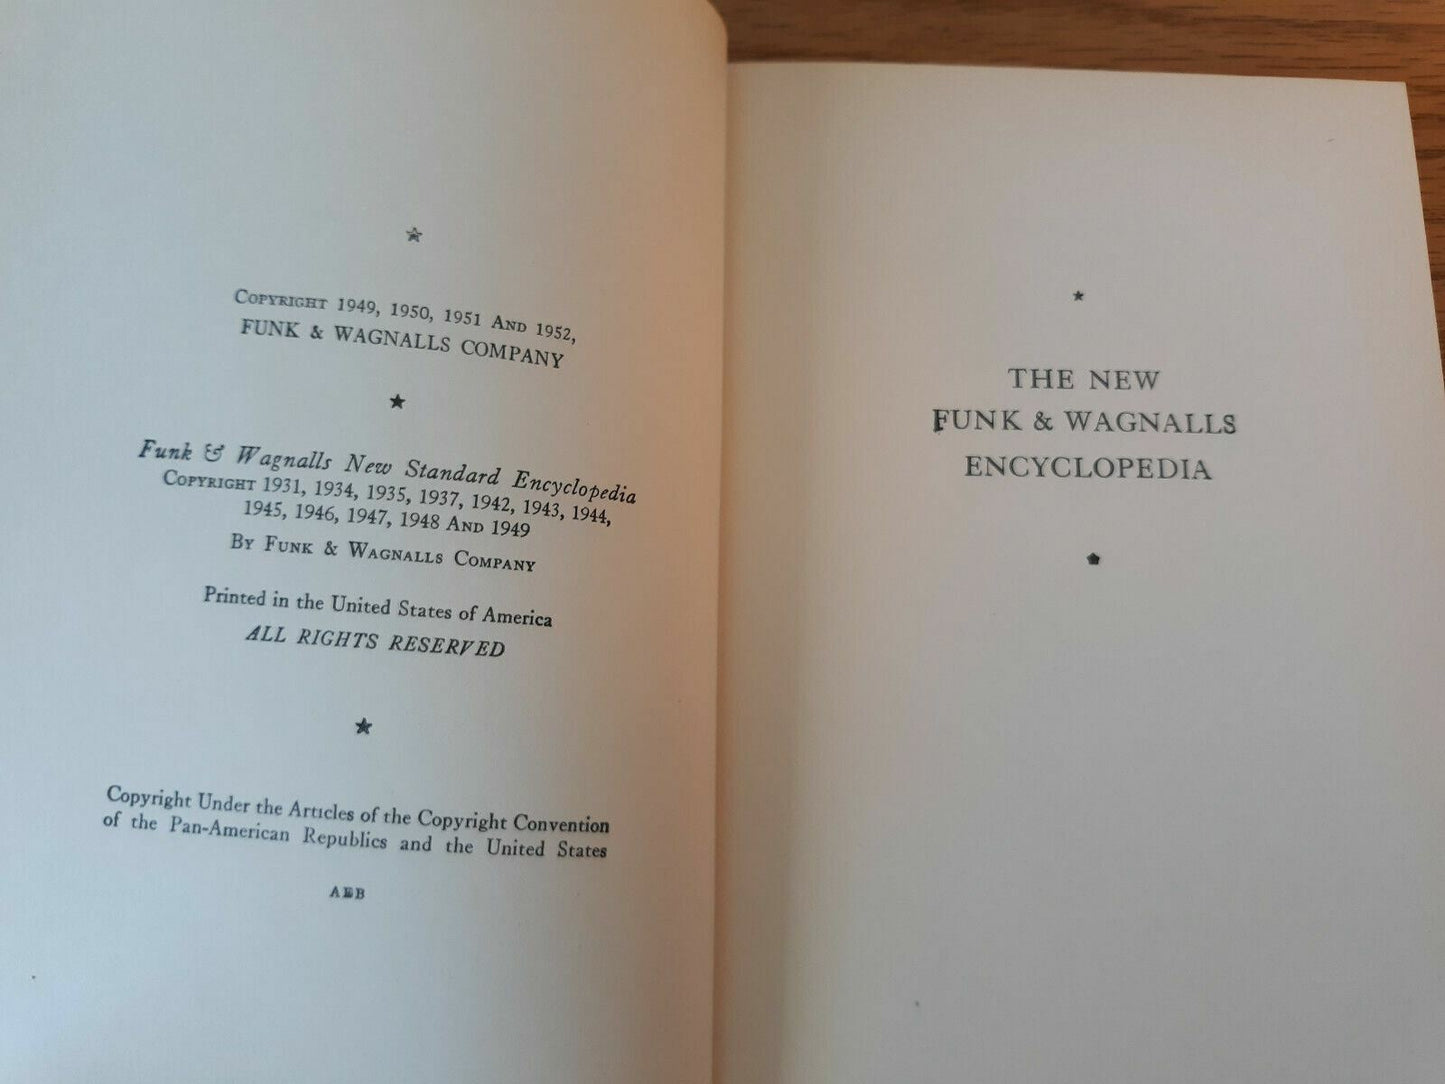 COPYRIGHT 1949, 1950, 1951 AND 1952,
FUNK & WAGNALLS COMPANY
Funk & Wagnalls New Standard Encyclopedia
COPYRIGHT 1931, 1934, 1935, 1937, 1942, 1943, 1944,
1945, 1946, 1947, 1948 AND 1949
BY FUNK & WAGNALLS COMPANY
Printed in the United States of America
ALL RIGHTS RESERVED
Copyright Under the Articles of the Copyright Convention
of the Pan-American Republics and the United States
AEB
THE NEW
FUNK & WAGNALLS
ENCYCLOPEDIA